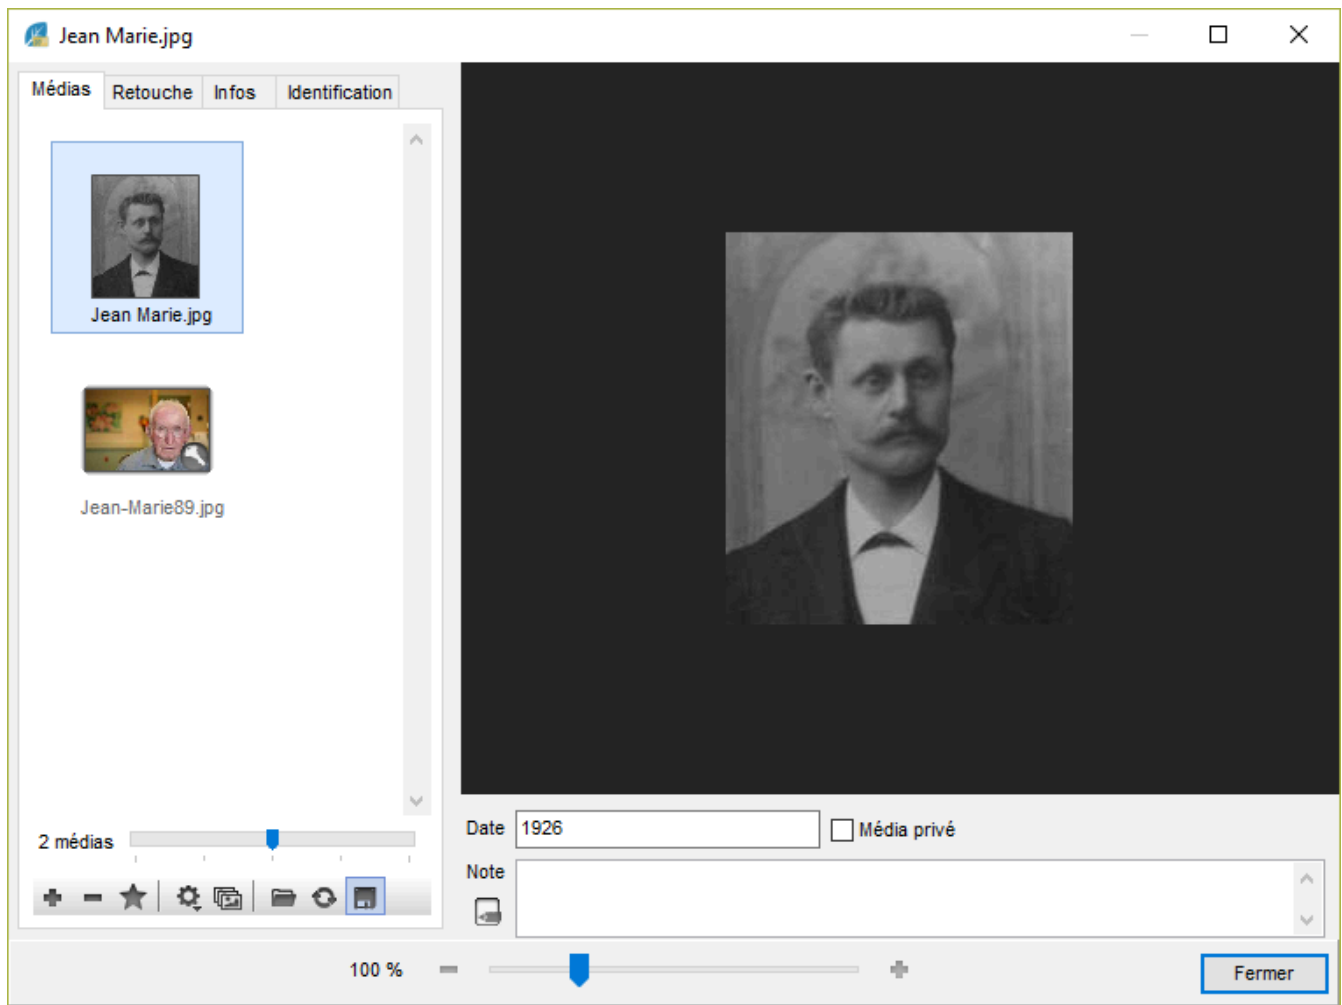 Jean Marie.jpg
Médias Retouche Infos Identification
Jean Marie.jpg
Jean-Marie89.jpg
2 médias
Date 1926 Média privé
Note
100 %
Fermer